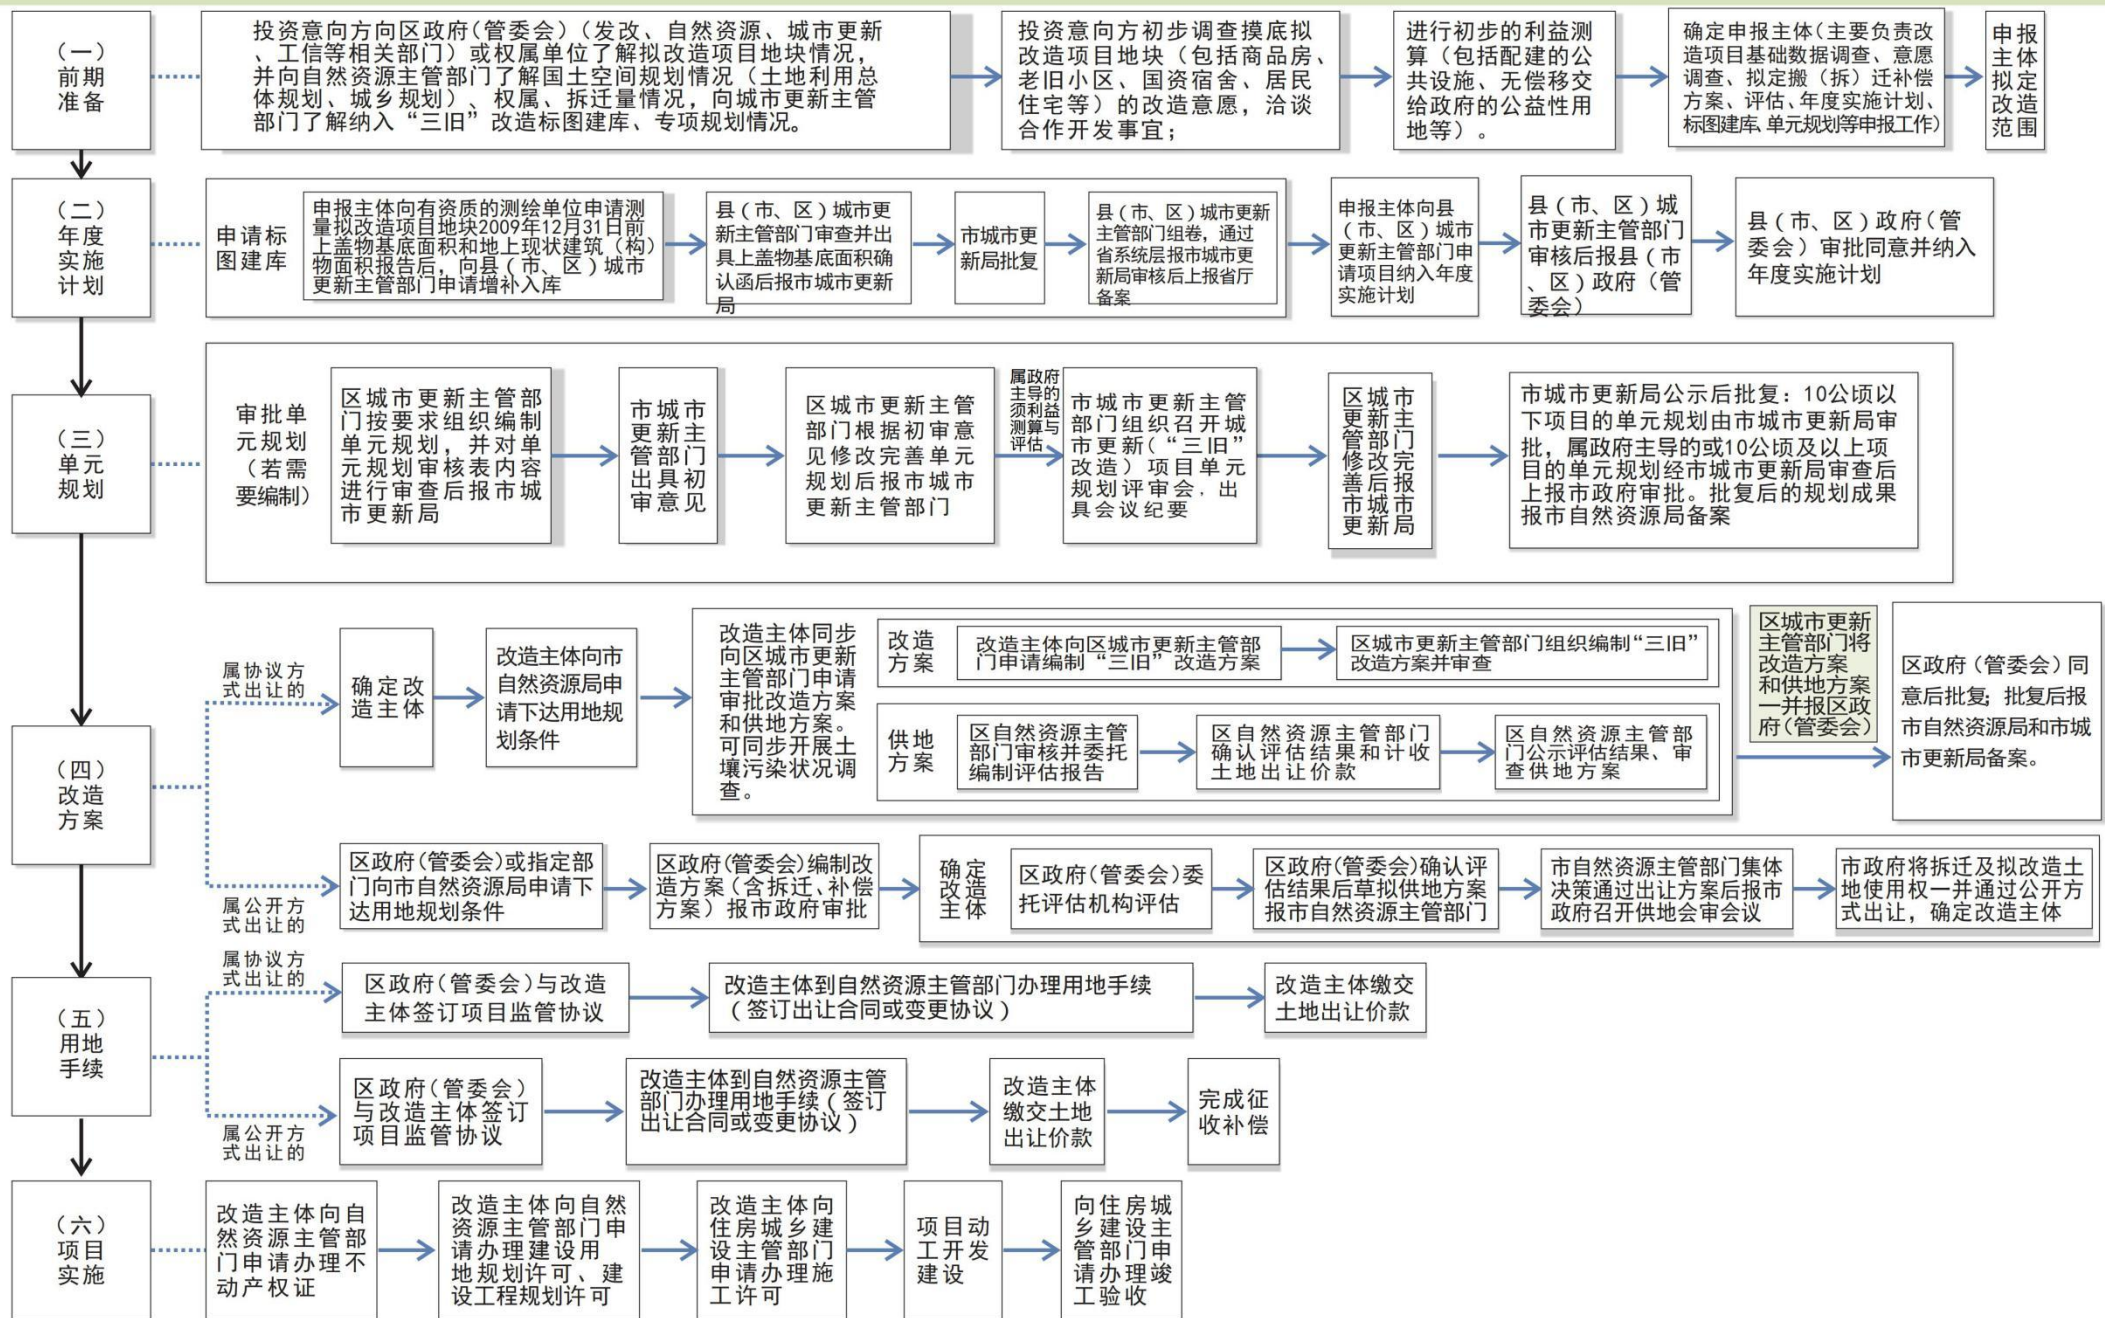 （一）
前期
准备
投资意向方向区政府(管委会)（发改、自然资源、城市更新
、工信等相关部门）或权属单位了解拟改造项目地块情况，
并向自然资源主管部门了解国土空间规划情况（土地利用总
体规划、城乡规划）、权属、拆迁量情况，向城市更新主管
部门了解纳入“三旧”改造标图建库、专项规划情况。
投资意向方初步调查摸底拟
改造项目地块（包括商品房、
老旧小区、国资宿舍、居民
住宅等）的改造意愿，洽谈
合作开发事宜；
进行初步的利益测
算（包括配建的公
共设施、无偿移交
给政府的公益性用
地等）。
确定申报主体(主要负责改
造项目基础数据调查、意愿
调查、拟定搬（拆）迁补偿
方案、评估、年度实施计划、
标图建库、单元规划等申报工作)
申报
主体
拟定
改造
范围
（二）
年度
实施
计划
申请标
图建库
申报主体向有资质的测绘单位申请测
量拟改造项目地块2009年12月31日前
上盖物基底面积和地上现状建筑（构）
物面积报告后，向县（市、区）城市
更新主管部门申请增补入库
县（市、区）城市更
新主管部门审查并出
具上盖物基底面积确
认函后报市城市更新
局
市城市更
新局批复
县（市、区）城市更新
主管部门组卷，通过
省系统层报市城市更
新局审核后上报省厅
备案
申报主体向县
（市、区）城市
更新主管部门申
请项目纳入年度
实施计划
县（市、区）城
市更新主管部门
审核后报县（市
、区）政府（管
委会）
县（市、区）政府（管
委会）审批同意并纳入
年度实施计划
（三）
单元
规划
审批单
元规划
（若需
要编制）
区城市更新主管部
门按要求组织编制
单元规划，并对单
元规划审核表内容
进行审查后报市城
市更新局
市城市
更新主
管部门
出具初
审意见
区城市更新主管
部门根据初审意
见修改完善单元
规划后报市城市
更新主管部门
属政府
主导的
须利益
测算与
评估
市城市更新主管
部门组织召开城
市更新(“三旧”
改造）项目单元
规划评审会，出
具会议纪要
区城市
更新主
管部门
修改完
善后报
市城市
更新局
市城市更新局公示后批复：10公顷以
下项目的单元规划由市城市更新局审
批，属政府主导的或10公顷及以上项
目的单元规划经市城市更新局审查后
上报市政府审批。批复后的规划成果
报市自然资源局备案
（四）
改造
方案
属协议方
式出让的
确定改
造主体
改造主体向市
自然资源局申
请下达用地规
划条件
改造主体同步
向区城市更新
主管部门申请
审批改造方案
和供地方案。
可同步开展土
壤污染状况调
查。
改造
方案
改造主体向区城市更新主管部
门申请编制“三旧”改造方案
区城市更新主管部门组织编制“三旧”
改造方案并审查
供地
方案
区自然资源主管
部门审核并委托
编制评估报告
区自然资源主管部门
确认评估结果和计收
土地出让价款
区自然资源主管部
门公示评估结果、审
查供地方案
区城市更新
主管部门将
改造方案
和供地方案
一并报区政
府(管委会)
区政府(管委会)同
意后批复；批复后报
市自然资源局和市城
市更新局备案。
属公开方
式出让的
区政府(管委会)或指定部
门向市自然资源局申请下
达用地规划条件
区政府(管委会)编制改
造方案（含拆迁、补偿
方案）报市政府审批
确定
改造
主体
区政府(管委会)委
托评估机构评估
区政府(管委会)确认评
估结果后草拟供地方案
报市自然资源主管部门
市自然资源主管部门集体
决策通过出让方案后报市
政府召开供地会审会议
市政府将拆迁及拟改造土
地使用权一并通过公开方
式出让，确定改造主体
（五）
用地
手续
属协议方
式出让的
区政府(管委会)与改造
主体签订项目监管协议
改造主体到自然资源主管部门办理用地手续
（签订出让合同或变更协议）
改造主体缴交
土地出让价款
属公开方
式出让的
区政府(管委会)
与改造主体签订
项目监管协议
改造主体到自然资源主管
部门办理用地手续（签订
出让合同或变更协议）
改造主体
缴交土地
出让价款
完成征
收补偿
（六）
项目
实施
改造主体向自
然资源主管部
门申请办理不
动产权证
改造主体向自然
资源主管部门申
请办理建设用
地规划许可、建
设工程规划许可
改造主体向
住房城乡建
设主管部门
申请办理施
工许可
项目动
工开发
建设
向住房城
乡建设主
管部门申
请办理竣
工验收